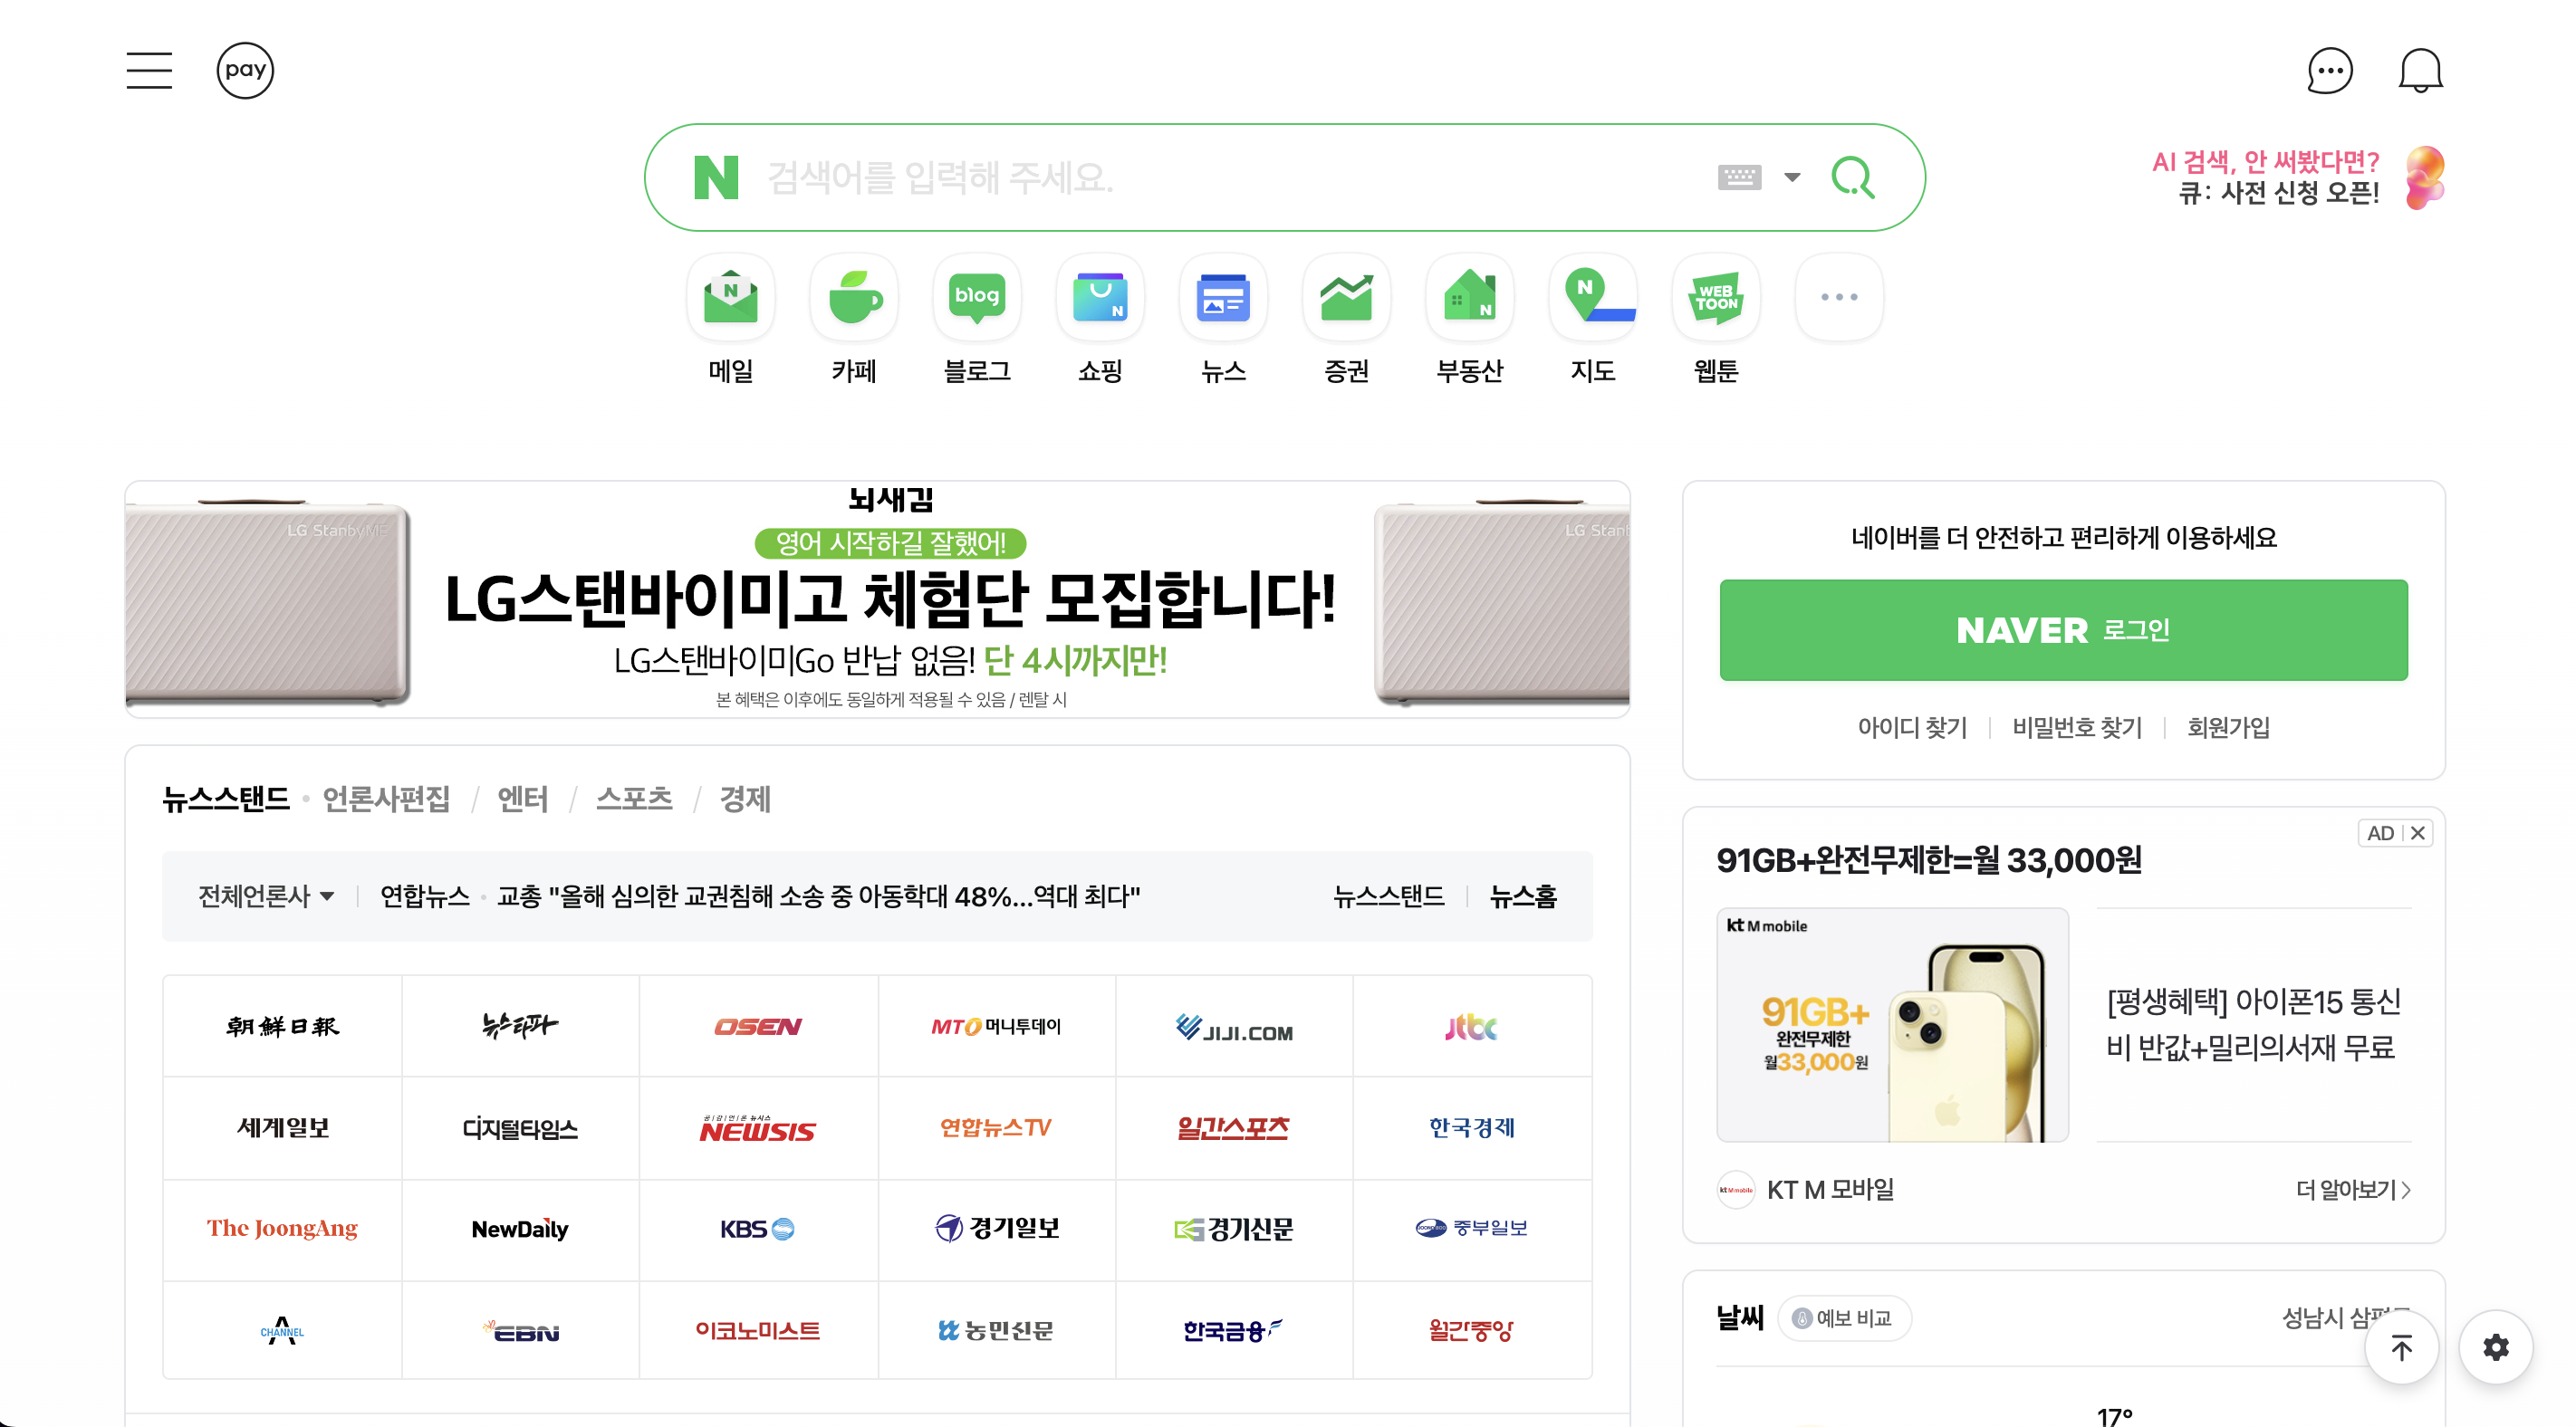 pay
N 검색어를 입력해 주세요.
AI 검색, 안 써봤다면?
큐: 사전 신청 오픈!
N
blog
N
N
N
WEB
TOON
메일 카페 블로그 쇼핑 뉴스 증권 부동산 지도 웹툰
뇌새김
LG StanbyME
영어 시작하길 잘했어!
LG스탠바이미고 체험단 모집합니다!
LG스탠바이미Go 반납 없음! 단 4시까지만!
본 혜택은 이후에도 동일하게 적용될 수 있음 / 렌탈 시
LG Stant
네이버를 더 안전하고 편리하게 이용하세요
NAVER 로그인
아이디 찾기 비밀번호 찾기 회원가입
뉴스스탠드 · 언론사편집 / 엔터 / 스포츠 / 경제
전체언론사 연합뉴스 · 교총 "올해 심의한 교권침해 소송 중 아동학대 48%...역대 최다" 뉴스스탠드 뉴스홈
朝鮮日報 뉴스타파 OSEN MTO 머니투데이 JIJI.COM jtbc
세계일보 디지털타임스 공/감/언/론 뉴시스 NEWSIS 연합뉴스TV 일간스포츠 한국경제
The JoongAng NewDaily KBS 경기일보 경기신문 중부일보
CHANNEL A EBN 이코노미스트 농민신문 한국금융 월간중앙
AD
91GB+완전무제한=월 33,000원
kt M mobile
91GB+
완전무제한
월33,000원
[평생혜택] 아이폰15 통신
비 반값+밀리의서재 무료
kt M mobile KT M 모바일 더 알아보기
날씨 예보 비교 성남시 삼
17°